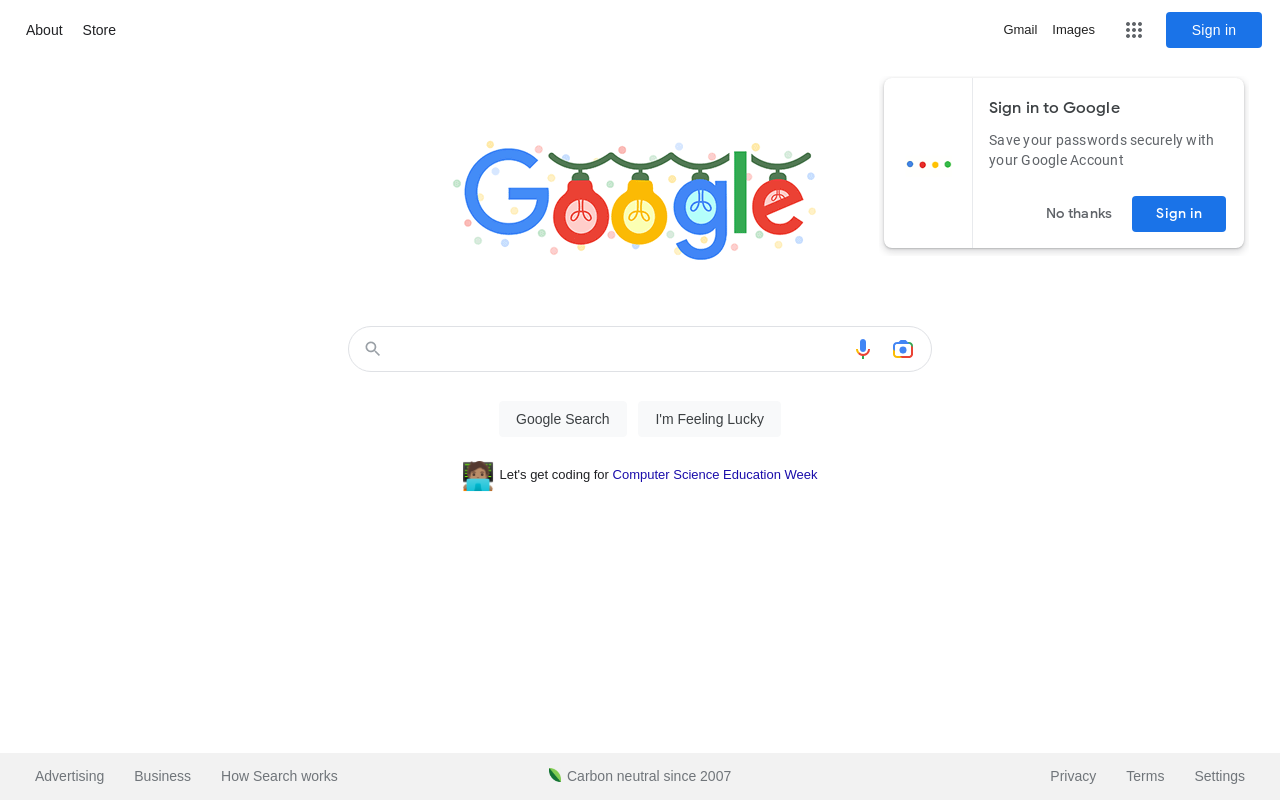 About Store
Gmail Images
Sign in
Sign in to Google
Save your passwords securely with
your Google Account
No thanks
Sign in
Google
Google Search
I'm Feeling Lucky
Let's get coding for Computer Science Education Week
Advertising Business How Search works
Carbon neutral since 2007
Privacy Terms Settings